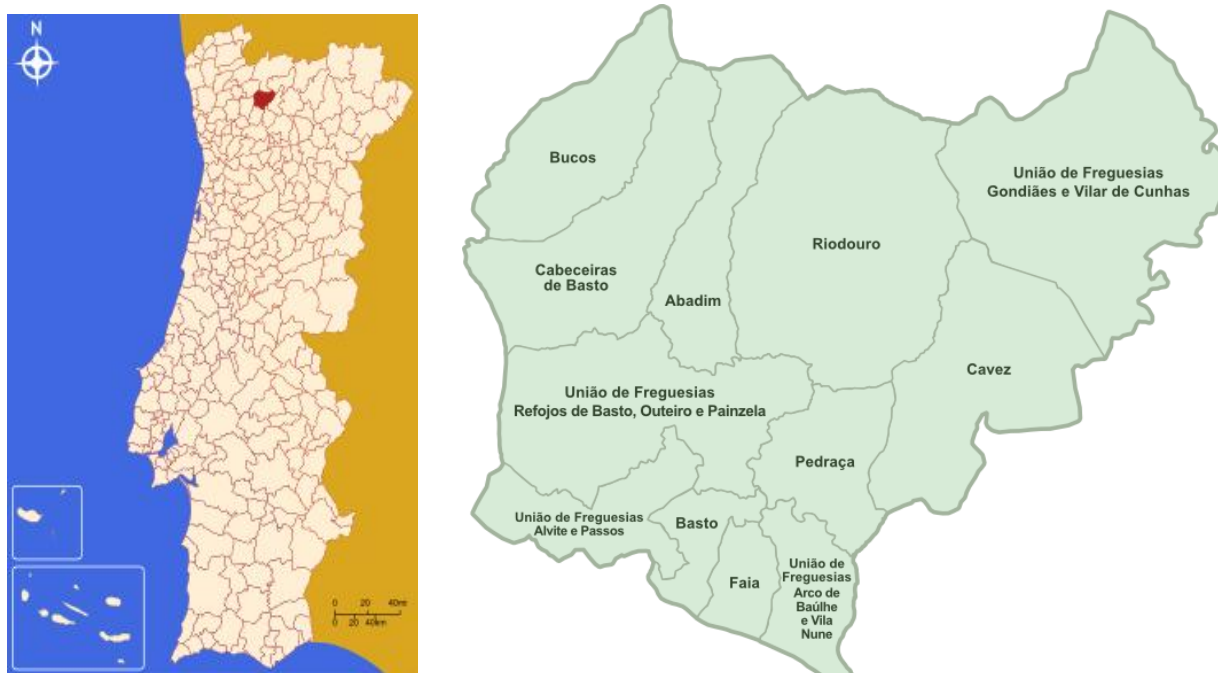 N
0 20 40mi
0 20 40km
Bucos
União de Freguesias
Gondiães e Vilar de Cunhas
Riodouro
Cabeceiras
de Basto
Abadim
Cavez
União de Freguesias
Refojos de Basto, Outeiro e Painzela
Pedraça
União de Freguesias
Alvite e Passos
Basto
União de
Freguesias
Arco de
Baúlhe
e Vila
Nune
Faia